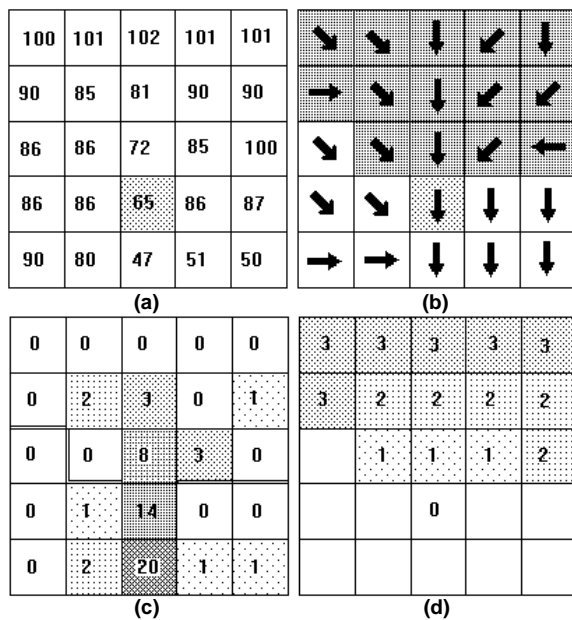 100 101 102 101 101
90 85 81 90 90
86 86 72 85 100
86 86 65 86 87
90 80 47 51 50
(a)
(b)
0 0 0 0 0
0 2 3 0 1
0 0 8 3 0
0 1 14 0 0
0 2 20 1 1
(c)
3 3 3 3 3
3 2 2 2 2
1 1 1 2
0
(d)